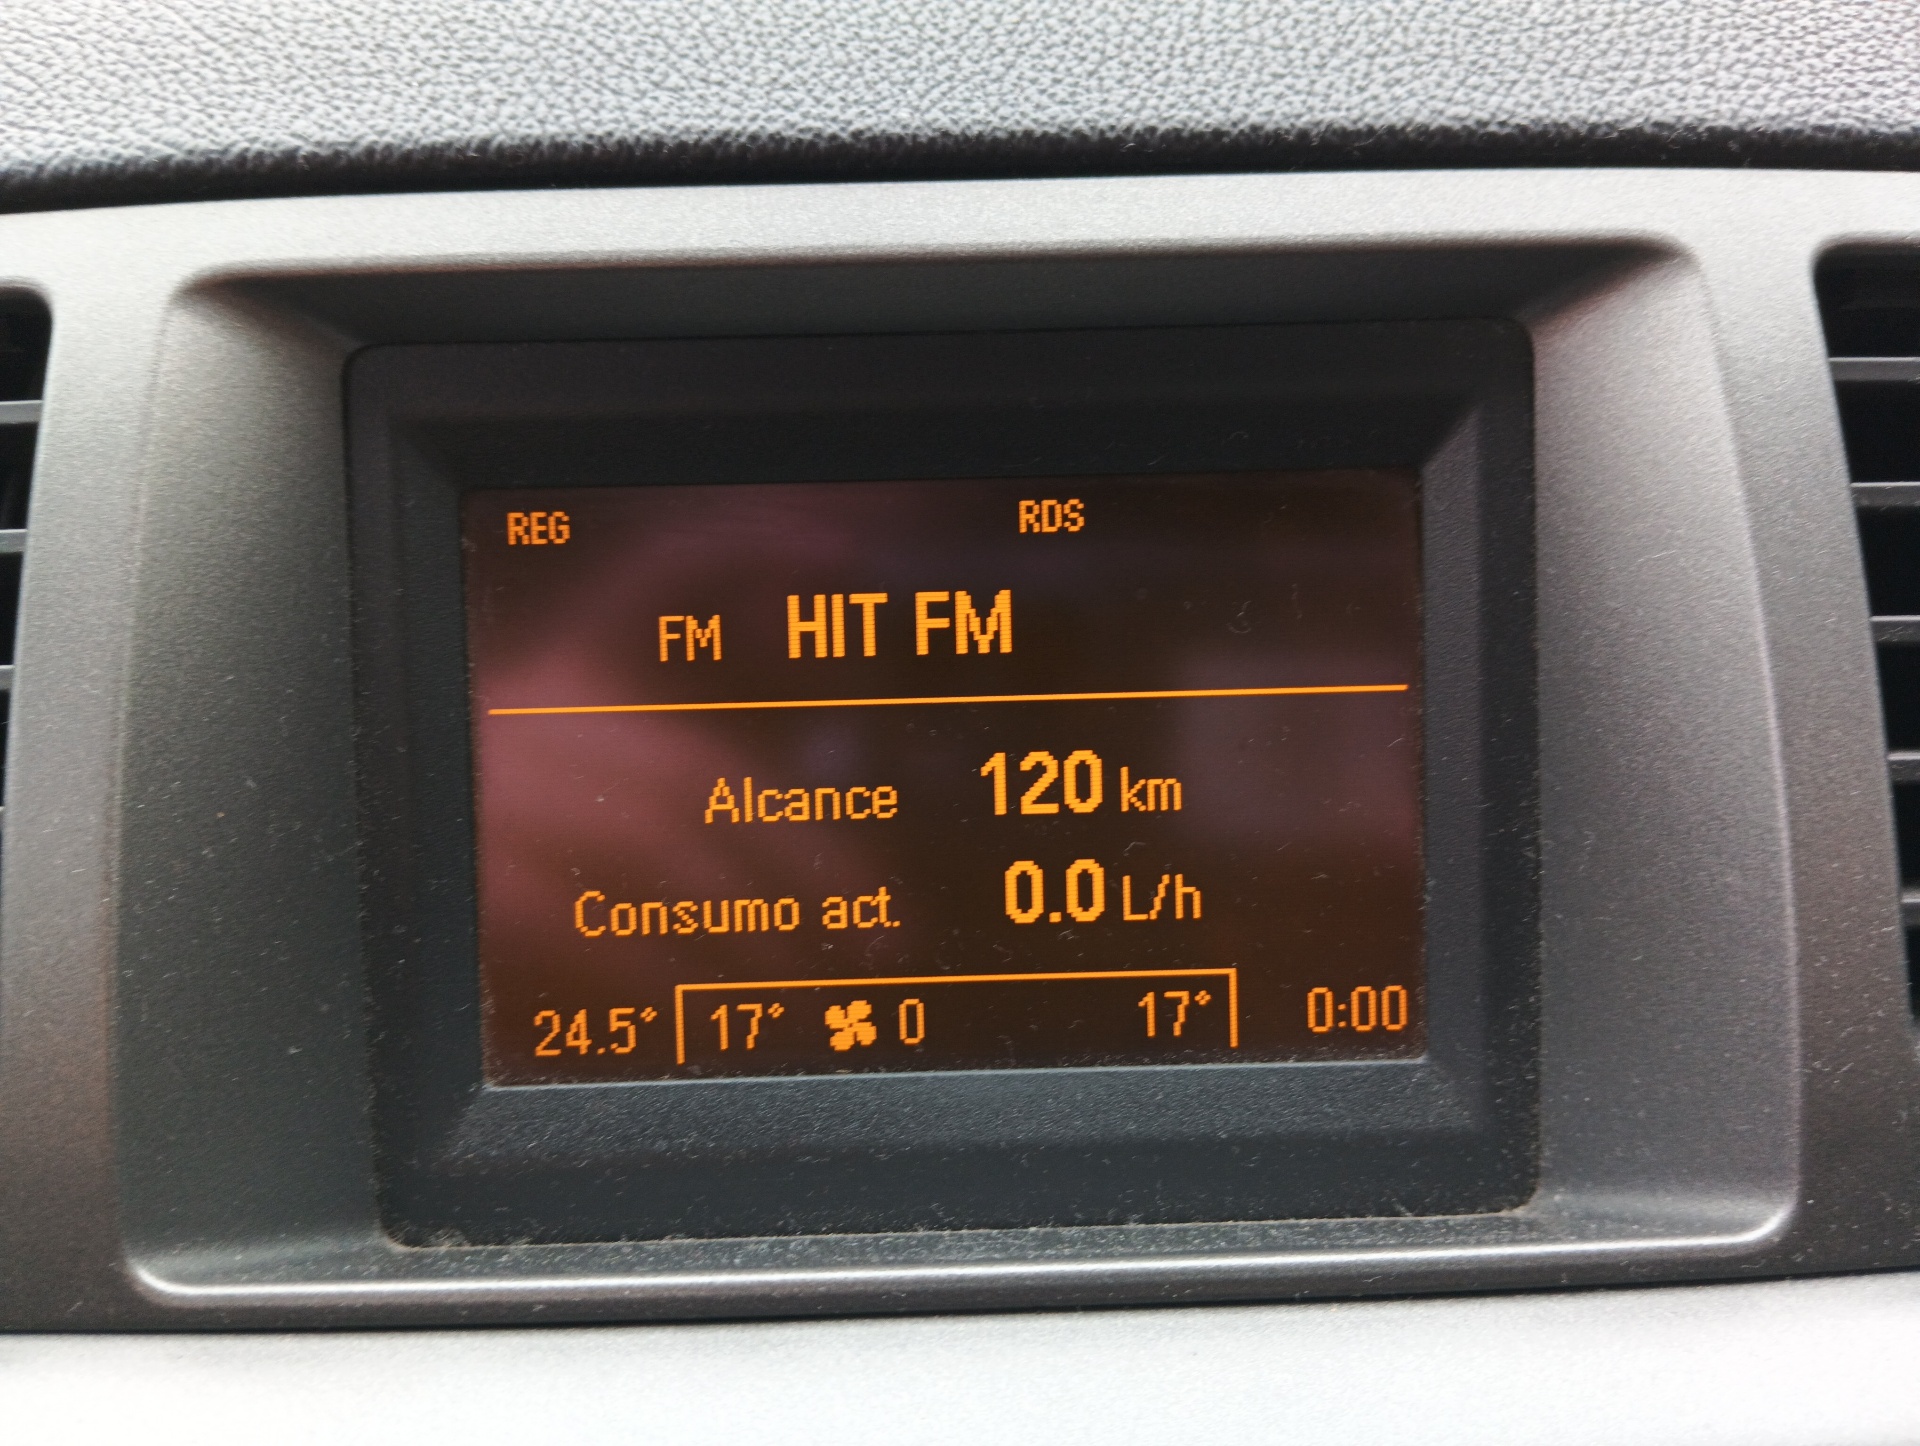 REG RDS
FM HIT FM
Alcance 120 km
Consumo act. 0.0 L/h
24.5° 17° 0 17° 0:00